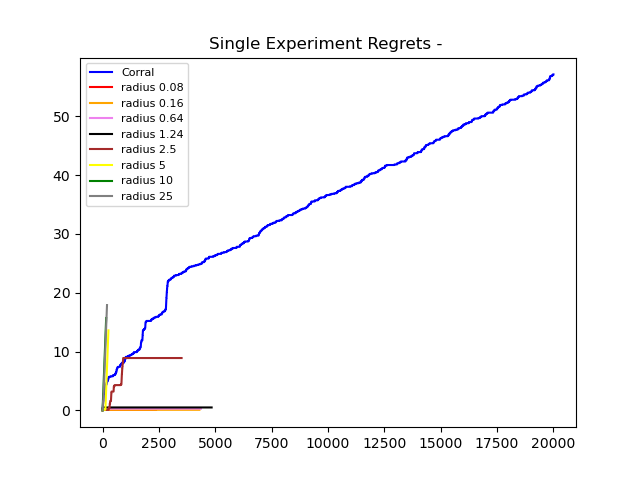 Single Experiment Regrets -
Corral
radius 0.08
radius 0.16
radius 0.64
radius 1.24
radius 2.5
radius 5
radius 10
radius 25
50
40
30
20
10
0
0 2500 5000 7500 10000 12500 15000 17500 20000